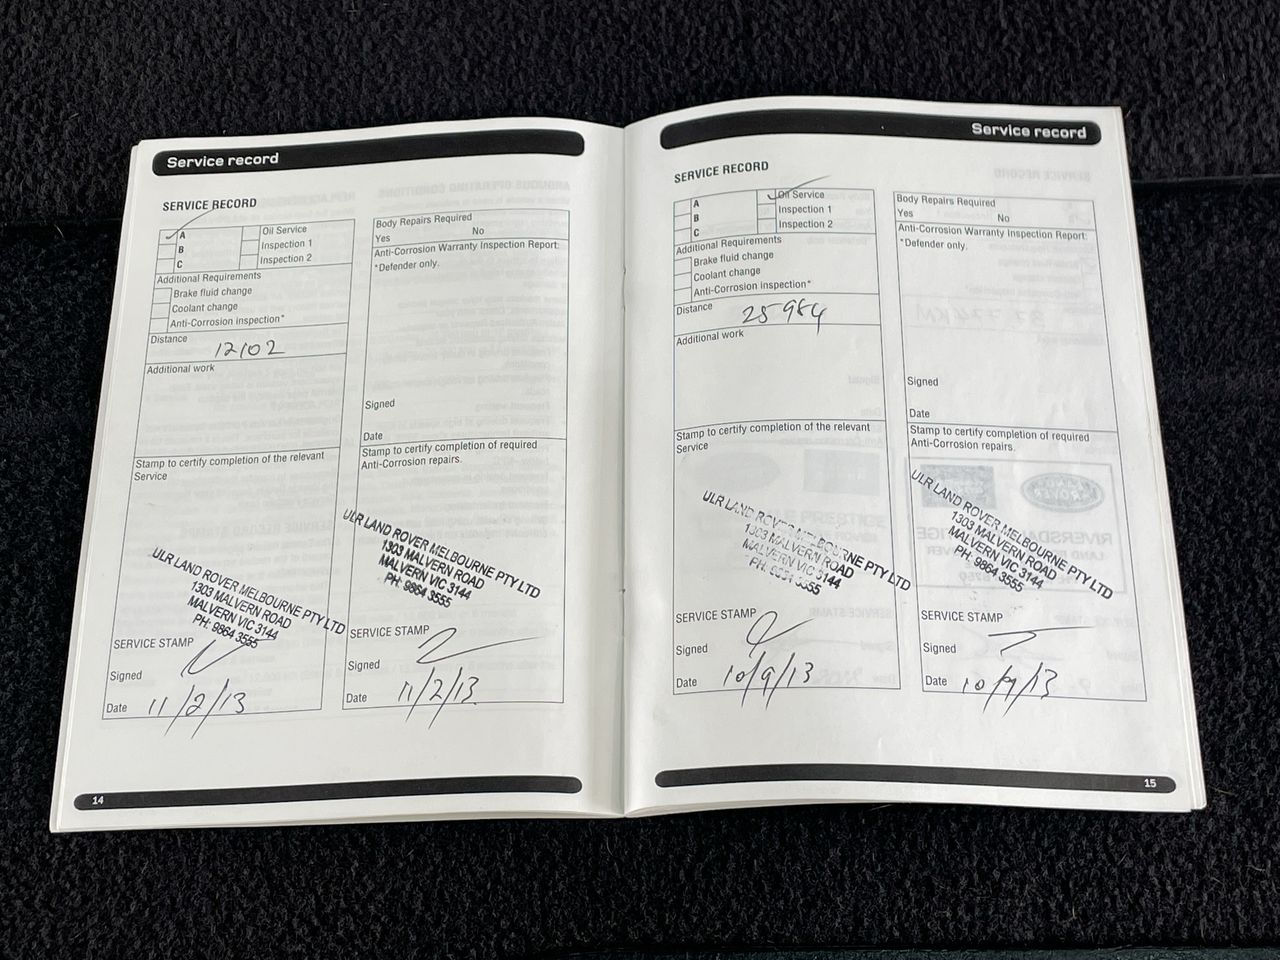 Service record
SERVICE RECORD
A
B
C
Oil Service
Inspection 1
Inspection 2
Additional Requirements
Brake fluid change
Coolant change
Anti-Corrosion inspection*
Distance
12102
Additional work
Stamp to certify completion of the relevant
Service
ULR LAND ROVER MELBOURNE PTY LTD
1303 MALVERN ROAD
MALVERN VIC 3144
PH: 9864 3555
SERVICE STAMP
Signed
Date 11/2/13
Body Repairs Required
Yes No
Anti-Corrosion Warranty Inspection Report:
*Defender only.
Signed
Date
Stamp to certify completion of required
Anti-Corrosion repairs.
ULR LAND ROVER MELBOURNE PTY LTD
1303 MALVERN ROAD
MALVERN VIC 3144
PH: 9864 3555
SERVICE STAMP
Signed
Date 11/2/13
14
Service record
SERVICE RECORD
A
B
C
Oil Service
Inspection 1
Inspection 2
Additional Requirements
Brake fluid change
Coolant change
Anti-Corrosion inspection*
Distance
25984
Additional work
Stamp to certify completion of the relevant
Service
ULR LAND ROVER MELBOURNE PTY LTD
1303 MALVERN ROAD
MALVERN VIC 3144
PH: 9864 3555
SERVICE STAMP
Signed
Date 10/9/13
Body Repairs Required
Yes No
Anti-Corrosion Warranty Inspection Report:
*Defender only.
Signed
Date
Stamp to certify completion of required
Anti-Corrosion repairs.
ULR LAND ROVER MELBOURNE PTY LTD
1303 MALVERN ROAD
MALVERN VIC 3144
PH: 9864 3555
SERVICE STAMP
Signed
Date 10/9/13
15